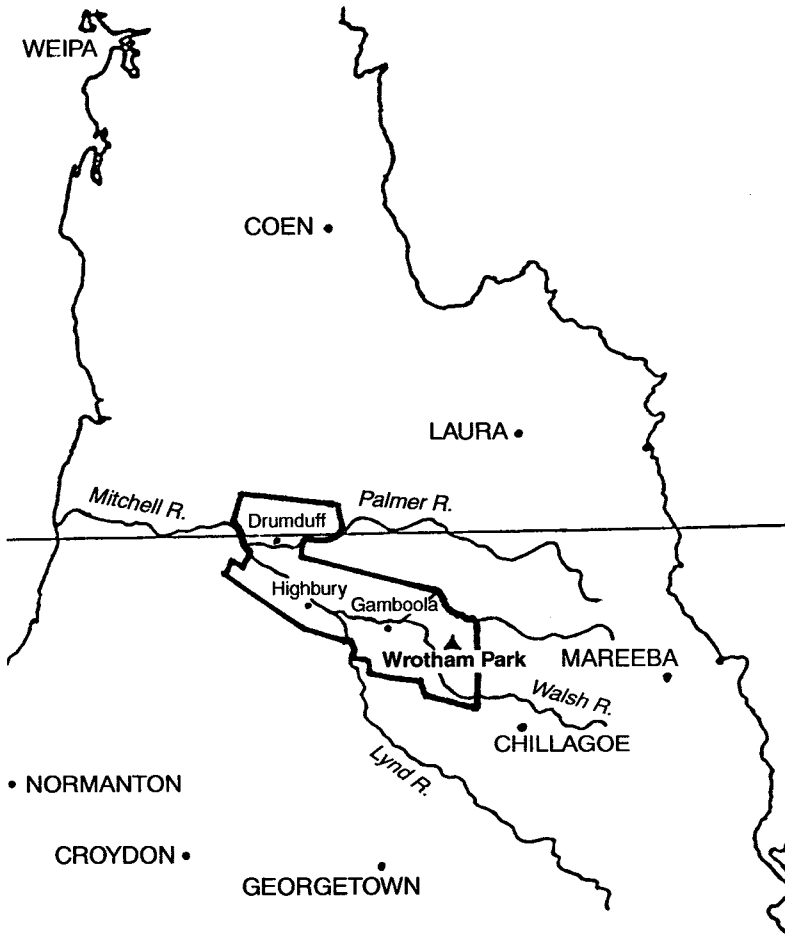 WEIPA
COEN
LAURA
Mitchell R.
Palmer R.
Drumduff
Highbury
Gamboola
Wrotham Park
MAREEBA
Walsh R.
CHILLAGOE
Lynd R.
NORMANTON
CROYDON
GEORGETOWN